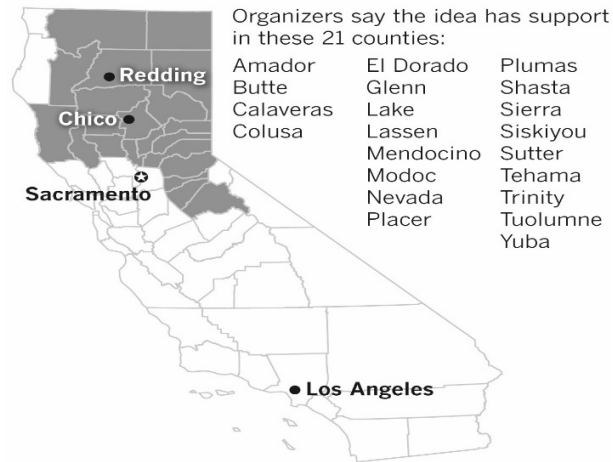 Organizers say the idea has support
in these 21 counties:
Amador
Butte
Calaveras
Colusa
El Dorado
Glenn
Lake
Lassen
Mendocino
Modoc
Nevada
Placer
Plumas
Shasta
Sierra
Siskiyou
Sutter
Tehama
Trinity
Tuolumne
Yuba
Redding
Chico
Sacramento
Los Angeles